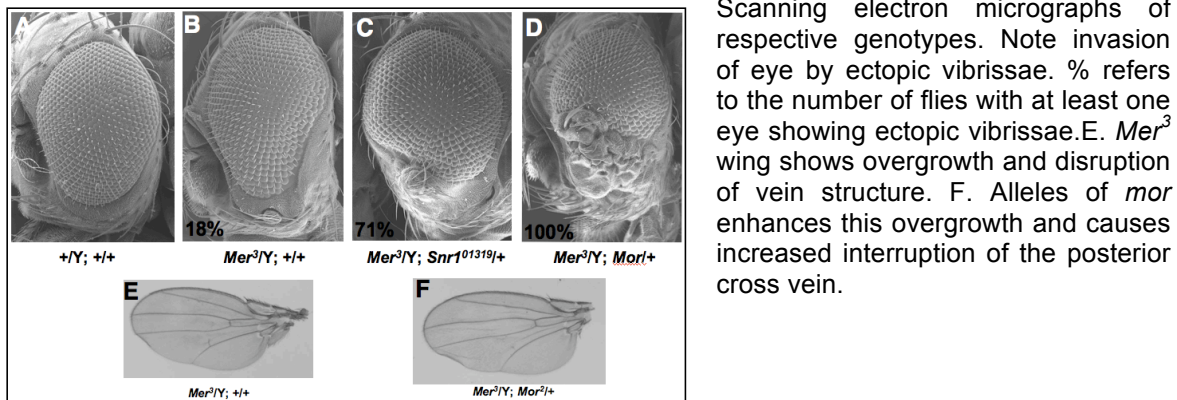 A
B
C
D
18%
71%
100%
+/Y; +/+
Mer³/Y; +/+
Mer³/Y; Snr1⁰¹³¹⁹/+
Mer³/Y; Mor/+
E
F
Mer³/Y; +/+
Mer³/Y; Mor²/+
Scanning electron micrographs of
respective genotypes. Note invasion
of eye by ectopic vibrissae. % refers
to the number of flies with at least one
eye showing ectopic vibrissae.E. Mer³
wing shows overgrowth and disruption
of vein structure. F. Alleles of mor
enhances this overgrowth and causes
increased interruption of the posterior
cross vein.